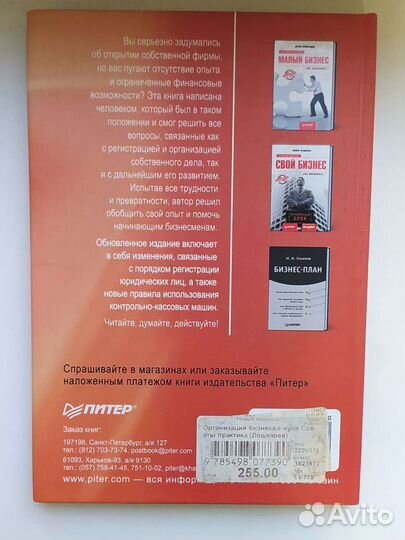 Вы серьезно задумались
об открытии собственной фирмы,
но вас пугают отсутствие опыта
и ограниченные финансовые
возможности? Эта книга написана
человеком, который был в таком
положении и смог решить все
вопросы, связанные как
с регистрацией и организацией
собственного дела, так
и с дальнейшим его развитием.
Испытав все трудности
и превратности, автор решил
обобщить свой опыт и помочь
начинающим бизнесменам.
Обновленное издание включает
в себя изменения, связанные
с порядком регистрации
юридических лиц, а также
новые правила использования
контрольно-кассовых машин.
Читайте, думайте, действуйте!
МАЛЫЙ БИЗНЕС
СВОЙ БИЗНЕС
БИЗНЕС-ПЛАН
Спрашивайте в магазинах или заказывайте
наложенным платежом книги издательства «Питер»
ПИТЕР
Заказ книг:
197198, Санкт-Петербург, а/я 127
тел.: (812) 703-73-74, postbook@piter.com
61093, Харьков-93, а/я 9130
тел.: (057) 758-41-45, 751-10-02, piter@kha
www.piter.com — вся инфор
Организация бизнеса с нуля Сов
еты практика (Лошкарев)
9 785498 077390
255.00
Avito